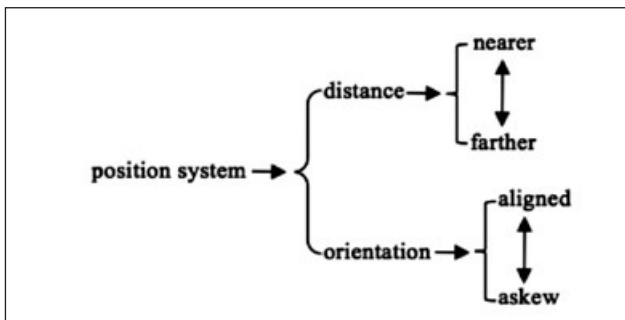 nearer
distance
farther
position system
aligned
orientation
askew